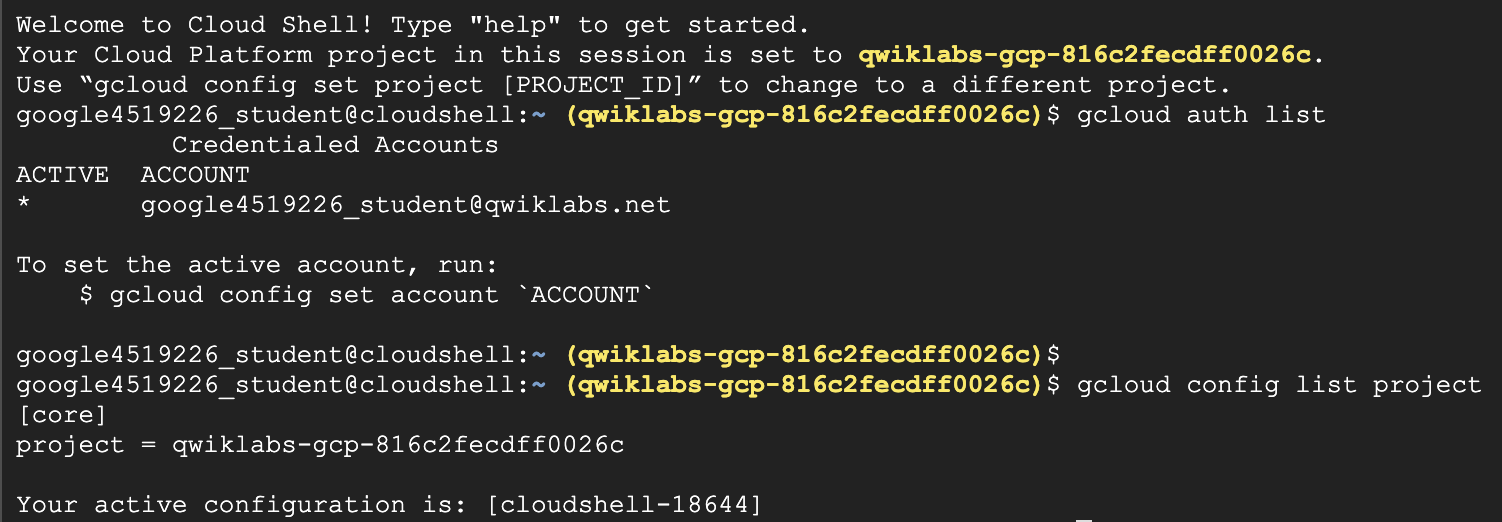 Welcome to Cloud Shell! Type "help" to get started.
Your Cloud Platform project in this session is set to qwiklabs-gcp-816c2fecdff0026c.
Use “gcloud config set project [PROJECT_ID]” to change to a different project.
google4519226_student@cloudshell:~ (qwiklabs-gcp-816c2fecdff0026c)$ gcloud auth list
Credentialed Accounts
ACTIVE  ACCOUNT
*       google4519226_student@qwiklabs.net
To set the active account, run:
$ gcloud config set account `ACCOUNT`
google4519226_student@cloudshell:~ (qwiklabs-gcp-816c2fecdff0026c)$
google4519226_student@cloudshell:~ (qwiklabs-gcp-816c2fecdff0026c)$ gcloud config list project
[core]
project = qwiklabs-gcp-816c2fecdff0026c
Your active configuration is: [cloudshell-18644]